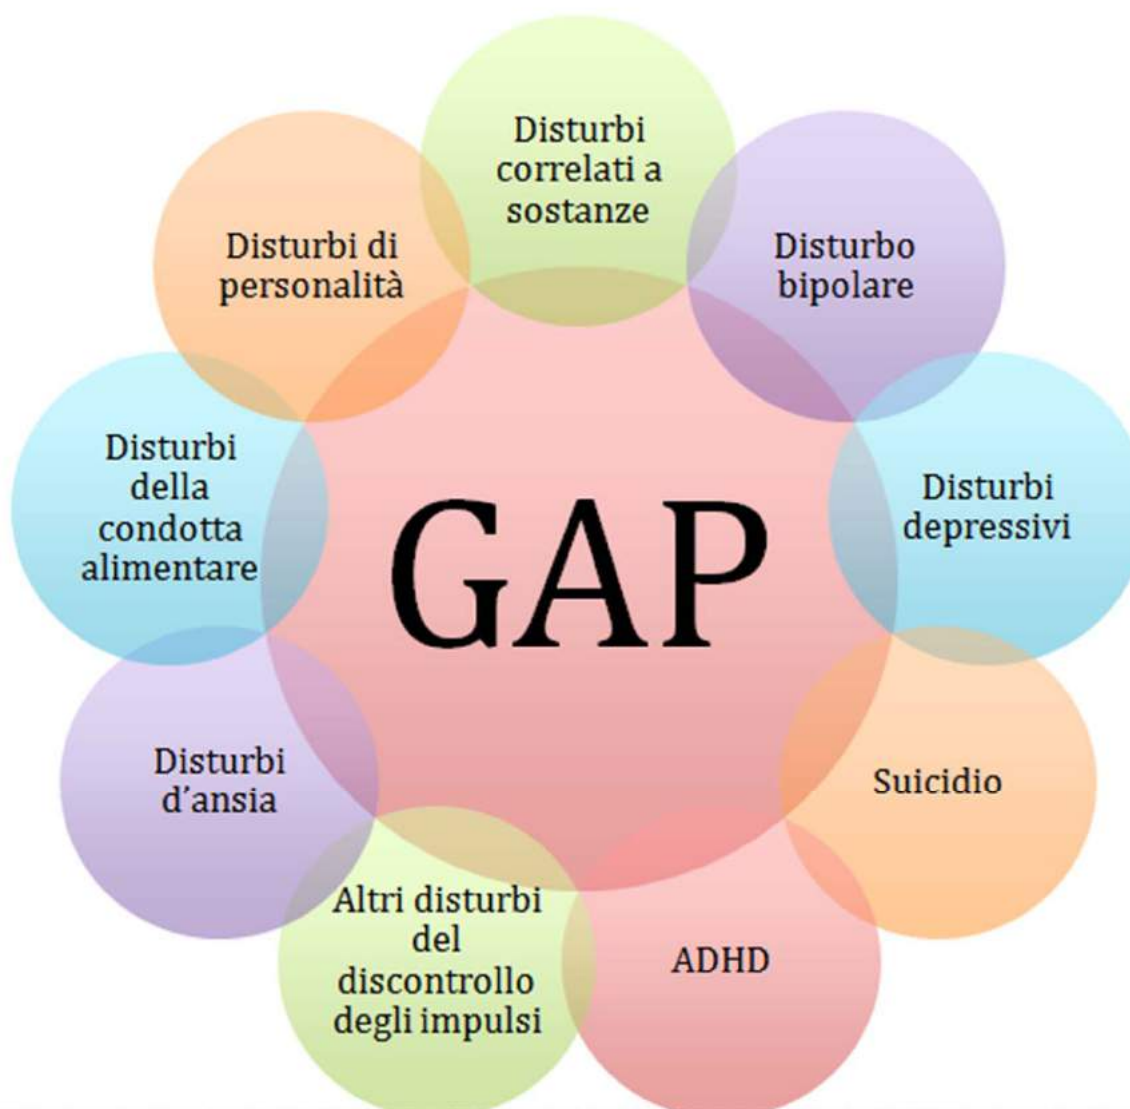 Disturbi
correlati a
sostanze
Disturbo
bipolare
Disturbi
depressivi
Suicidio
ADHD
Altri disturbi
del
discontrollo
degli impulsi
Disturbi
d'ansia
Disturbi
della
condotta
alimentare
Disturbi di
personalità
GAP